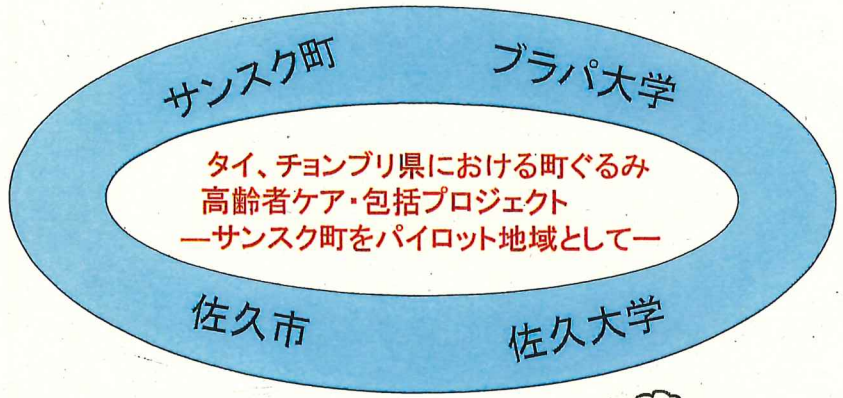 サンスク町
ブラパ大学
タイ、チョンブリ県における町ぐるみ
高齢者ケア・包括プロジェクト
―サンスク町をパイロット地域として―
佐久市
佐久大学